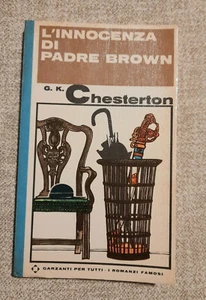 L'INNOCENZA
DI
PADRE BROWN
G. K. Chesterton
GARZANTI PER TUTTI · I ROMANZI FAMOSI